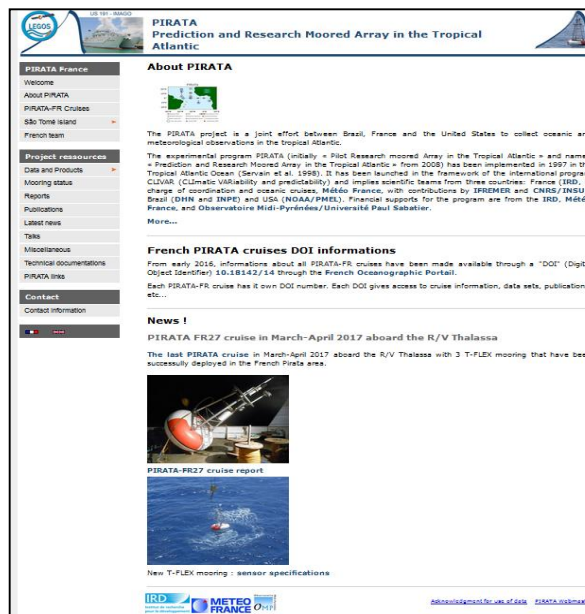 US 191 - IMAGO
LEGOS
PIRATA
Prediction and Research Moored Array in the Tropical
Atlantic
PIRATA France
Welcome
About PIRATA
PIRATA-FR Cruises
São Tomé Island
French team
Project ressources
Data and Products
Mooring status
Reports
Publications
Latest news
Talks
Miscellaneous
Technical documentations
PIRATA links
Contact
Contact information
About PIRATA
The PIRATA project is a joint effort between Brazil, France and the United States to collect oceanic an
meteorological observations in the tropical Atlantic.
The experimental program PIRATA (initially « Pilot Research moored Array in the Tropical Atlantic » and name
« Prediction and Research Moored Array in the Tropical Atlantic » from 2008) has been implemented in 1997 in th
Tropical Atlantic Ocean (Servain et al. 1998). It has been launched in the framework of the international progra
CLIVAR (CLImatic VARiability and predictability) and implies scientific teams from three countries: France (IRD,
charge of coordination and oceanic cruises, Météo France, with contributions by IFREMER and CNRS/INSU
Brazil (DHN and INPE) and USA (NOAA/PMEL). Financial supports for the program are from the IRD, Mété
France, and Observatoire Midi-Pyrénées/Université Paul Sabatier.
More...
French PIRATA cruises DOI informations
From early 2016, informations about all PIRATA-FR cruises have been made available through a "DOI" (Digit
Object Identifier) 10.18142/14 through the French Oceanographic Portail.
Each PIRATA-FR cruise has it own DOI number. Each DOI gives access to cruise information, data sets, publication
etc...
News !
PIRATA FR27 cruise in March-April 2017 aboard the R/V Thalassa
The last PIRATA cruise in March-April 2017 aboard the R/V Thalassa with 3 T-FLEX mooring that have bee
successully deployed in the French Pirata area.
PIRATA-FR27 cruise report
New T-FLEX mooring : sensor specifications
IRD
Institut de recherche
pour le développement
METEO
FRANCE
OMP
Acknowledgment for use of data
PIRATA Webmas